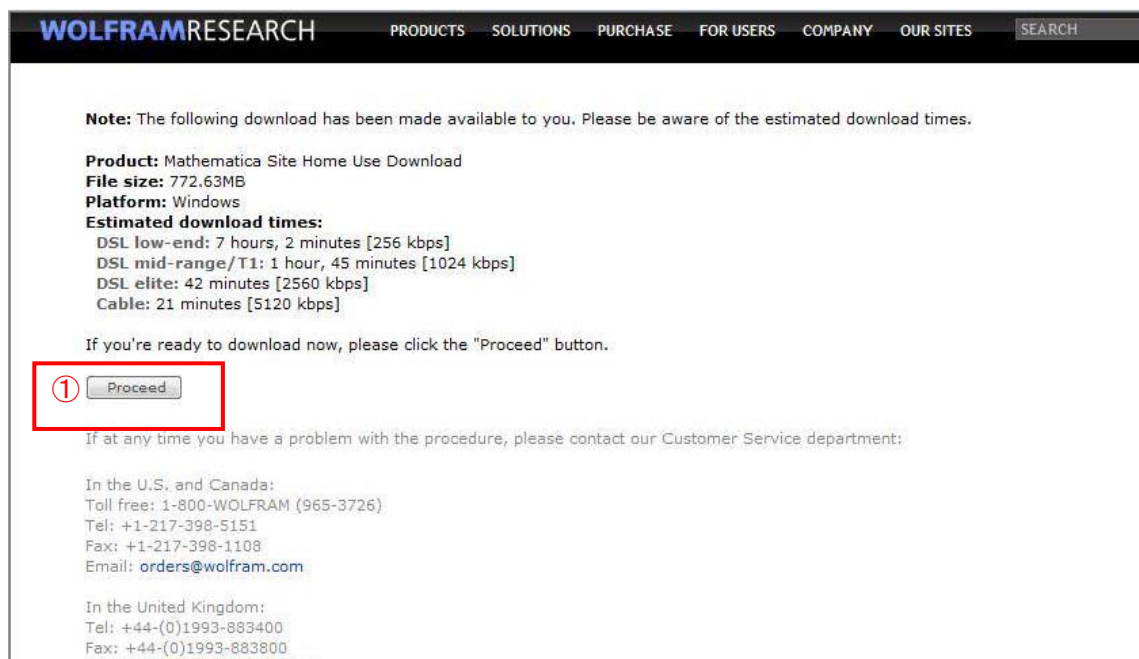 WOLFRAMRESEARCH PRODUCTS SOLUTIONS PURCHASE FOR USERS COMPANY OUR SITES SEARCH
Note: The following download has been made available to you. Please be aware of the estimated download times.
Product: Mathematica Site Home Use Download
File size: 772.63MB
Platform: Windows
Estimated download times:
DSL low-end: 7 hours, 2 minutes [256 kbps]
DSL mid-range/T1: 1 hour, 45 minutes [1024 kbps]
DSL elite: 42 minutes [2560 kbps]
Cable: 21 minutes [5120 kbps]
If you're ready to download now, please click the "Proceed" button.
① Proceed
If at any time you have a problem with the procedure, please contact our Customer Service department:
In the U.S. and Canada:
Toll free: 1-800-WOLFRAM (965-3726)
Tel: +1-217-398-5151
Fax: +1-217-398-1108
Email: orders@wolfram.com
In the United Kingdom:
Tel: +44-(0)1993-883400
Fax: +44-(0)1993-883800